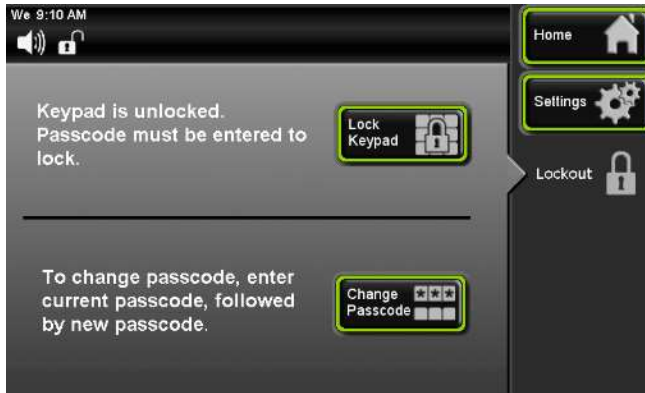 We 9:10 AM
Home
Settings
Lockout
Keypad is unlocked.
Passcode must be entered to
lock.
Lock
Keypad
To change passcode, enter
current passcode, followed
by new passcode.
Change
Passcode